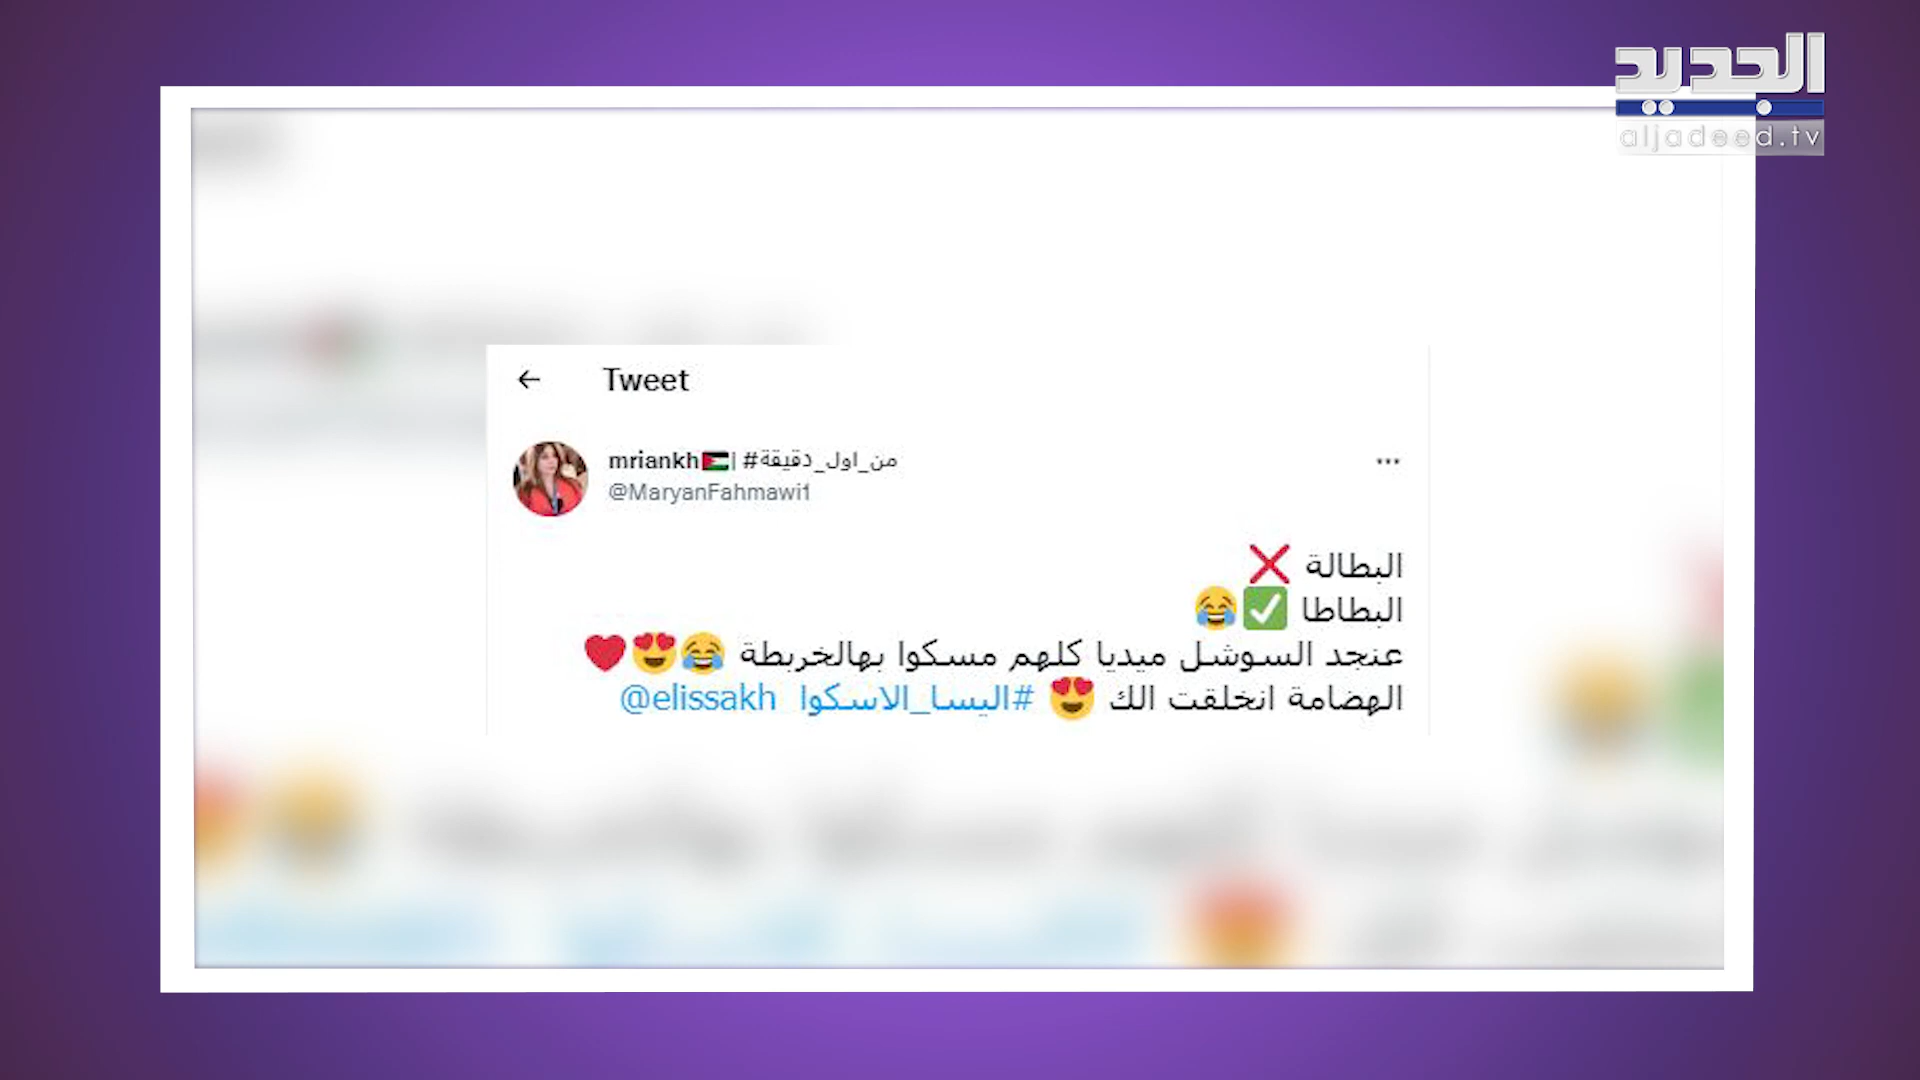 الجديد
aljadeed.tv
← Tweet
mriankh🇵🇸| #من_اول_دقيقة
@MaryanFahmawi1
البطالة ❌
البطاطا ✅😂
عنجد السوشل ميديا كلهم مسكوا بهالخربطة 😂😍❤️
الهضامة انخلقت الك 😍 #اليسا_الاسكوا @elissakh